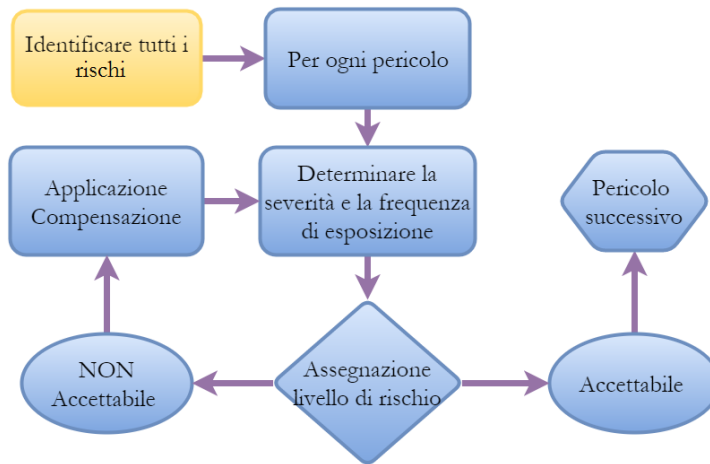 Identificare tutti i
rischi
Per ogni pericolo
Applicazione
Compensazione
Determinare la
severità e la frequenza
di esposizione
Pericolo
successivo
NON
Accettabile
Assegnazione
livello di rischio
Accettabile